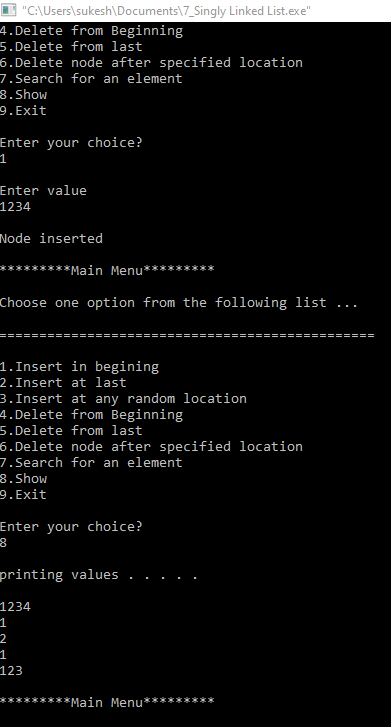 "C:\Users\sukesh\Documents\7_Singly Linked List.exe"
4.Delete from Beginning
5.Delete from last
6.Delete node after specified location
7.Search for an element
8.Show
9.Exit
Enter your choice?
1
Enter value
1234
Node inserted
*********Main Menu*********
Choose one option from the following list ...
===============================================
1.Insert in begining
2.Insert at last
3.Insert at any random location
4.Delete from Beginning
5.Delete from last
6.Delete node after specified location
7.Search for an element
8.Show
9.Exit
Enter your choice?
8
printing values . . . . .
1234
1
2
1
123
*********Main Menu*********